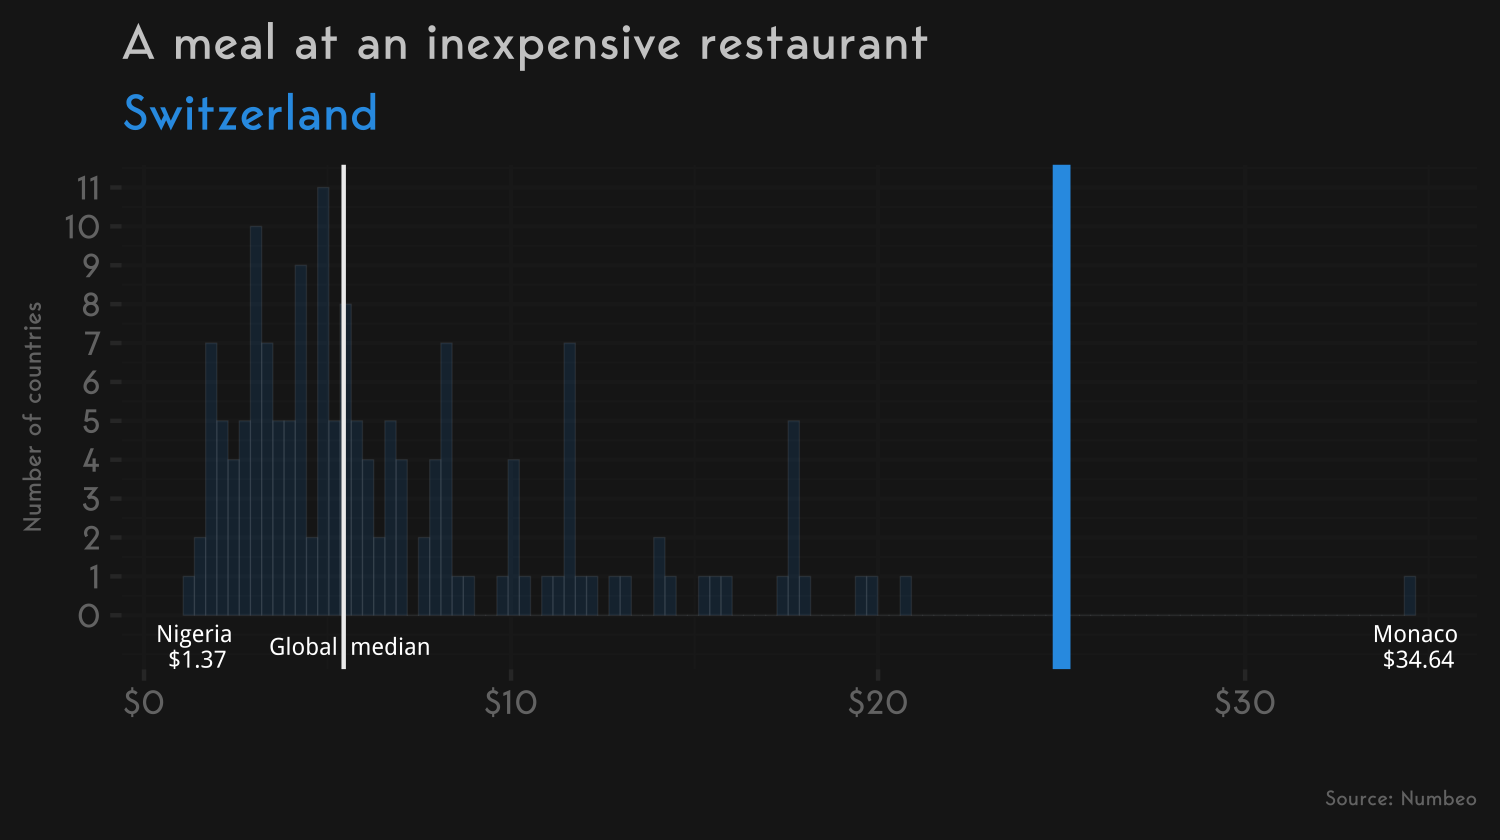 A meal at an inexpensive restaurant
Switzerland
Number of countries
11
10
9
8
7
6
5
4
3
2
1
0
Nigeria
$1.37
Global median
Monaco
$34.64
$0 $10 $20 $30
Source: Numbeo